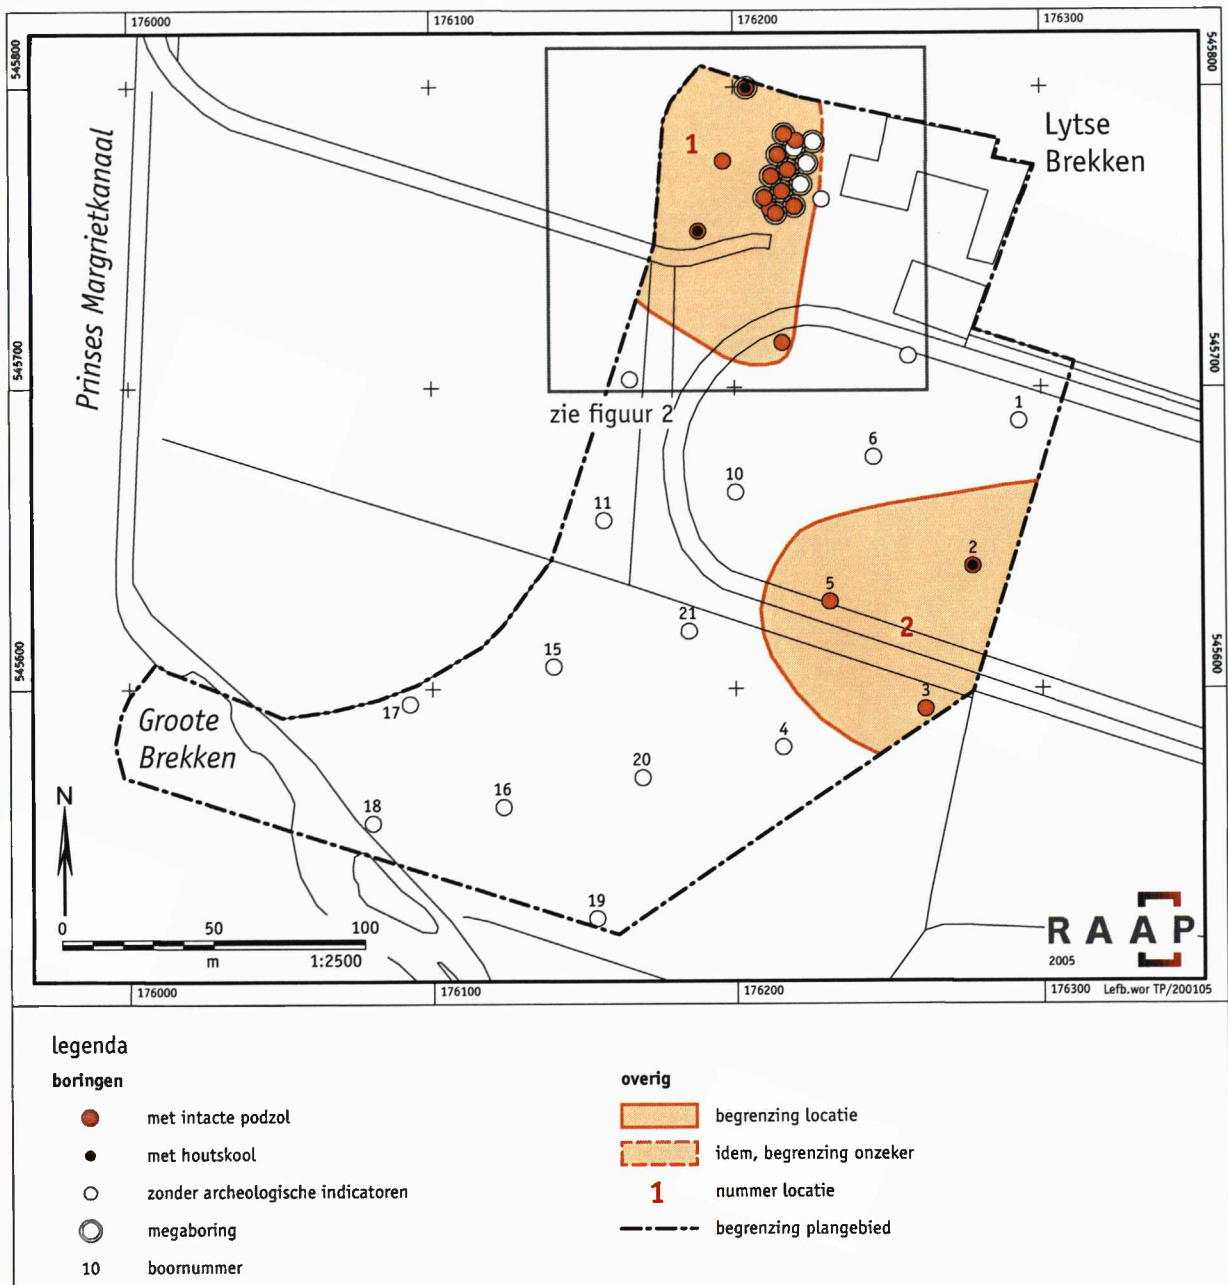 176000 176100 176200 176300
545800 545800
Lytse
Brekken
1
Prinses Margrietkanaal
545700 545700
zie figuur 2
1
6
10
11
2
5
2
21
15
545600 545600
3
17
Groote
Brekken
4
20
16
18
19
N
0 50 100
m 1:2500
RAAP
2005
176000 176100 176200 176300 Lefb.wor TP/200105
legenda
boringen
met intacte podzol
met houtskool
zonder archeologische indicatoren
megaboring
10 boornummer
overig
begrenzing locatie
idem, begrenzing onzeker
1 nummer locatie
begrenzing plangebied